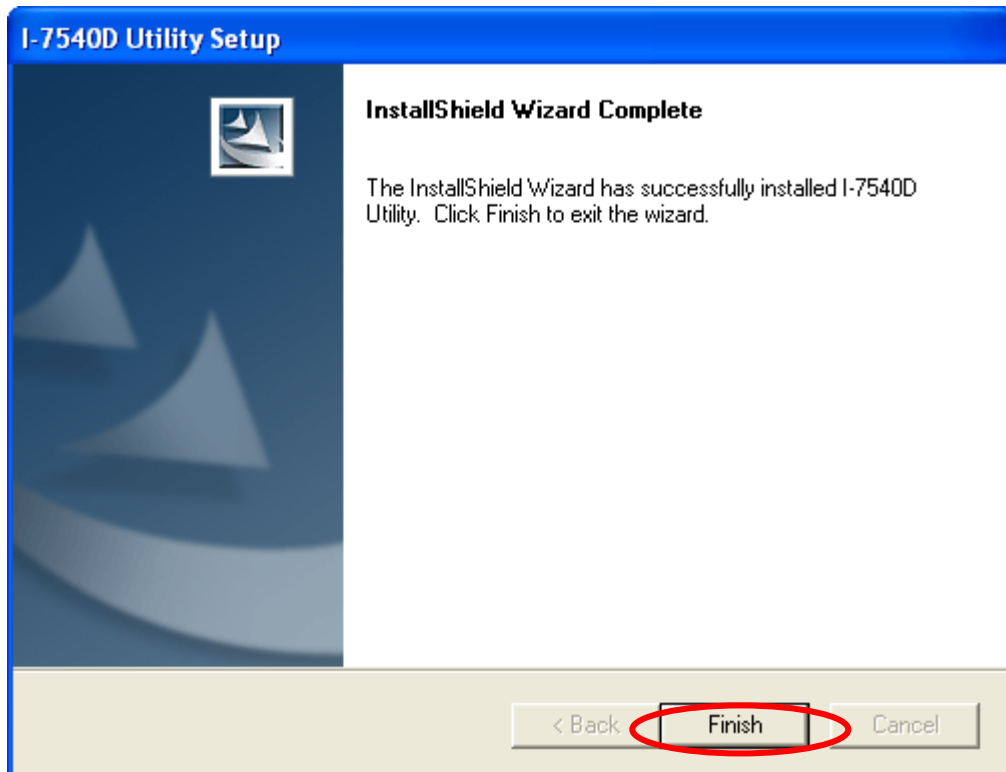 I-7540D Utility Setup
InstallShield Wizard Complete
The InstallShield Wizard has successfully installed I-7540D
Utility.  Click Finish to exit the wizard.
< Back Finish Cancel